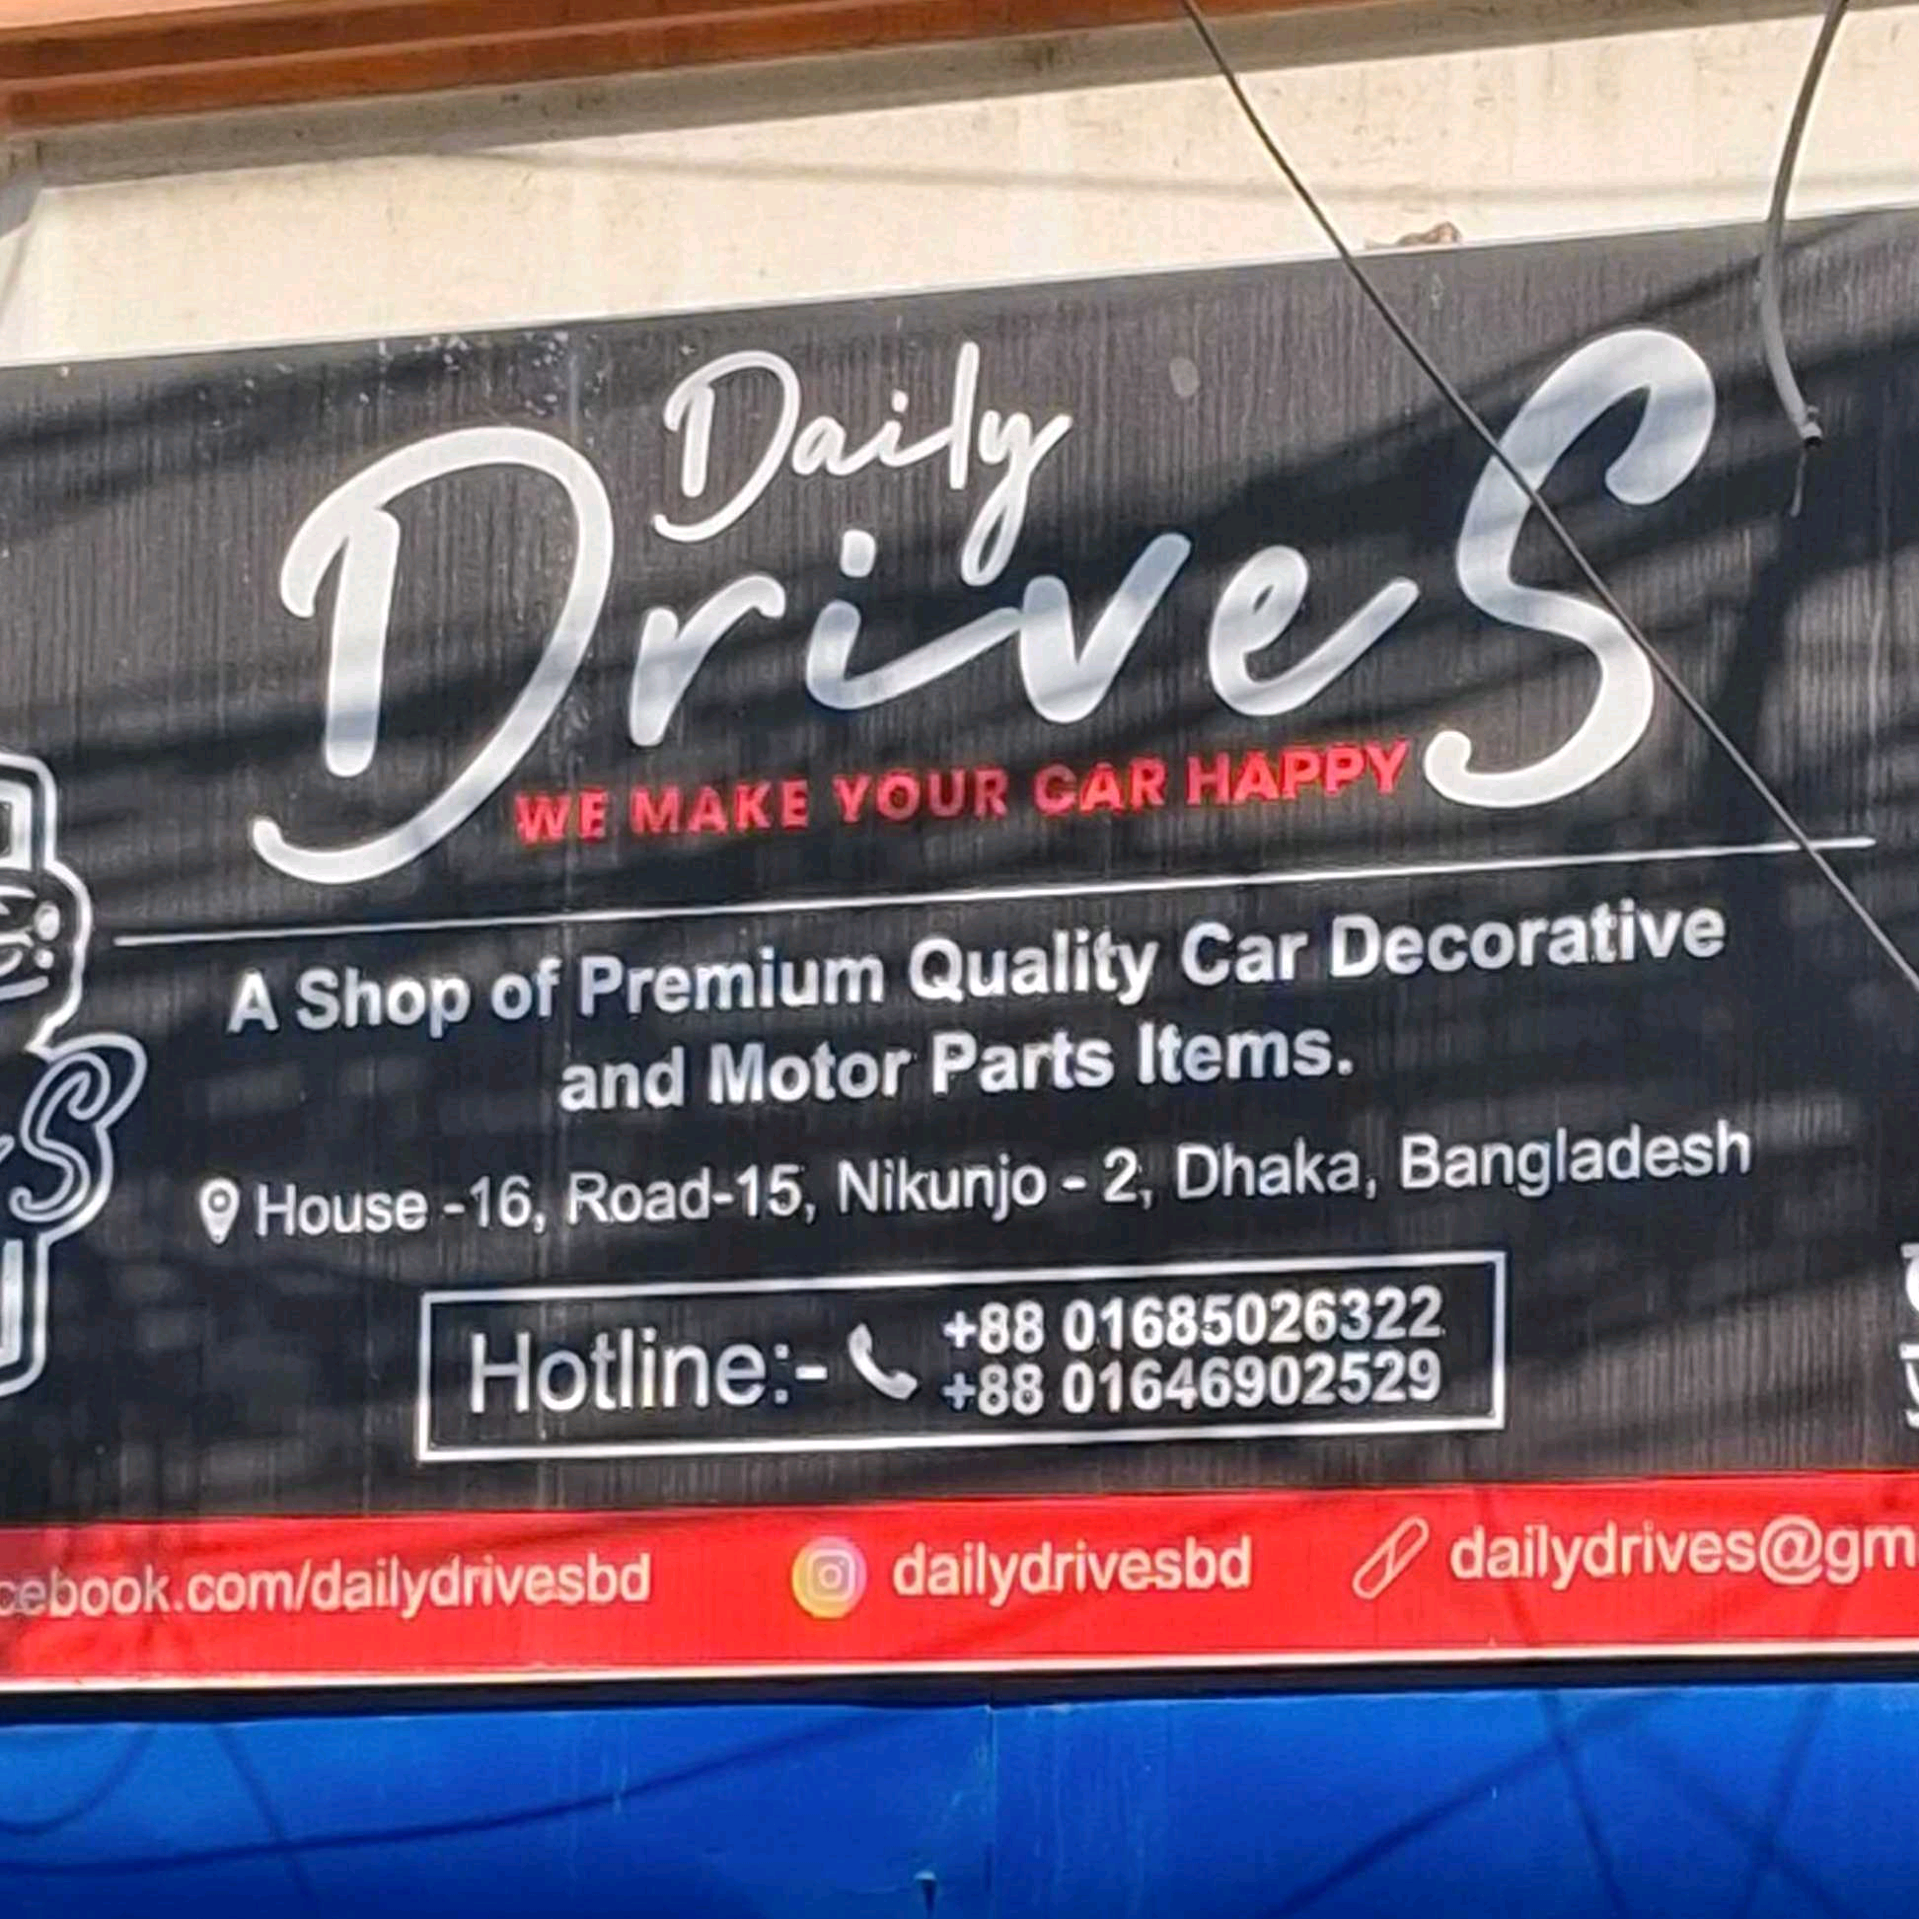 Daily
DriveS
WE MAKE YOUR CAR HAPPY
A Shop of Premium Quality Car Decorative
and Motor Parts Items.
House -16, Road-15, Nikunjo - 2, Dhaka, Bangladesh
Hotline:- +88 01685026322
+88 01646902529
cebook.com/dailydrivesbd dailydrivesbd dailydrives@gm